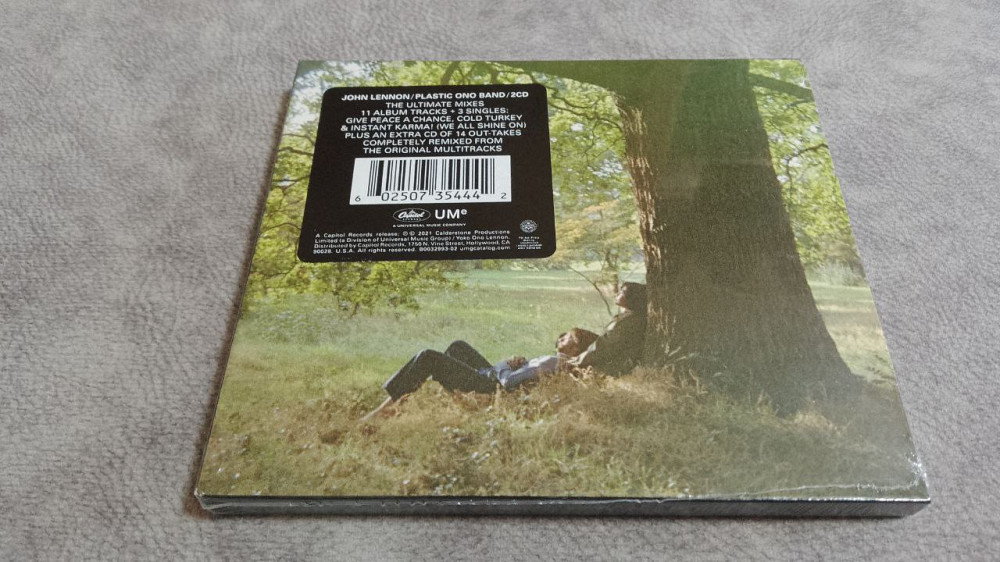 JOHN LENNON/PLASTIC ONO BAND/2CD
THE ULTIMATE MIXES
11 ALBUM TRACKS + 3 SINGLES:
GIVE PEACE A CHANCE, COLD TURKEY
& INSTANT KARMA! (WE ALL SHINE ON)
PLUS AN EXTRA CD OF 14 OUT-TAKES
COMPLETELY REMIXED FROM
THE ORIGINAL MULTITRACKS
6 02507 35444 2
Capitol UMe
A UNIVERSAL MUSIC COMPANY
A Capitol Records release: ℗ © 2021 Calderstone Productions
Limited (a Division of Universal Music Group) / Yoko Ono Lennon.
Distributed by Capitol Records, 1750 N. Vine Street, Hollywood, CA
90028. U.S.A. All rights reserved. B0032993-02 umgcatalog.com